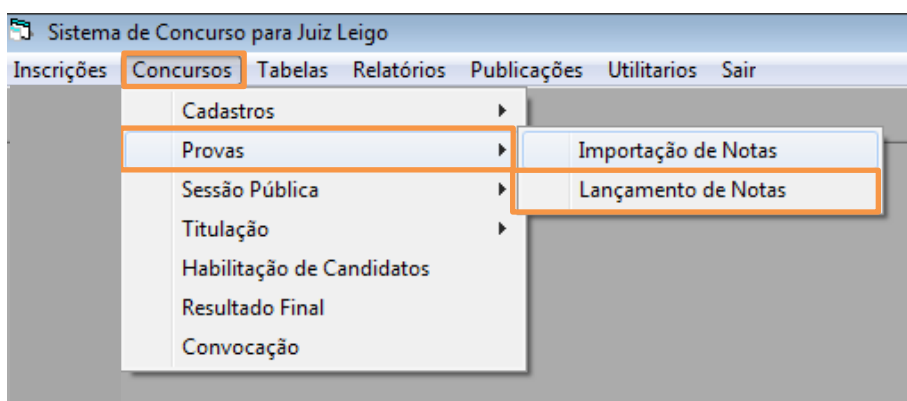 Sistema de Concurso para Juiz Leigo
Inscrições Concursos Tabelas Relatórios Publicações Utilitarios Sair
Cadastros
Provas
Importação de Notas
Sessão Pública
Lançamento de Notas
Titulação
Habilitação de Candidatos
Resultado Final
Convocação